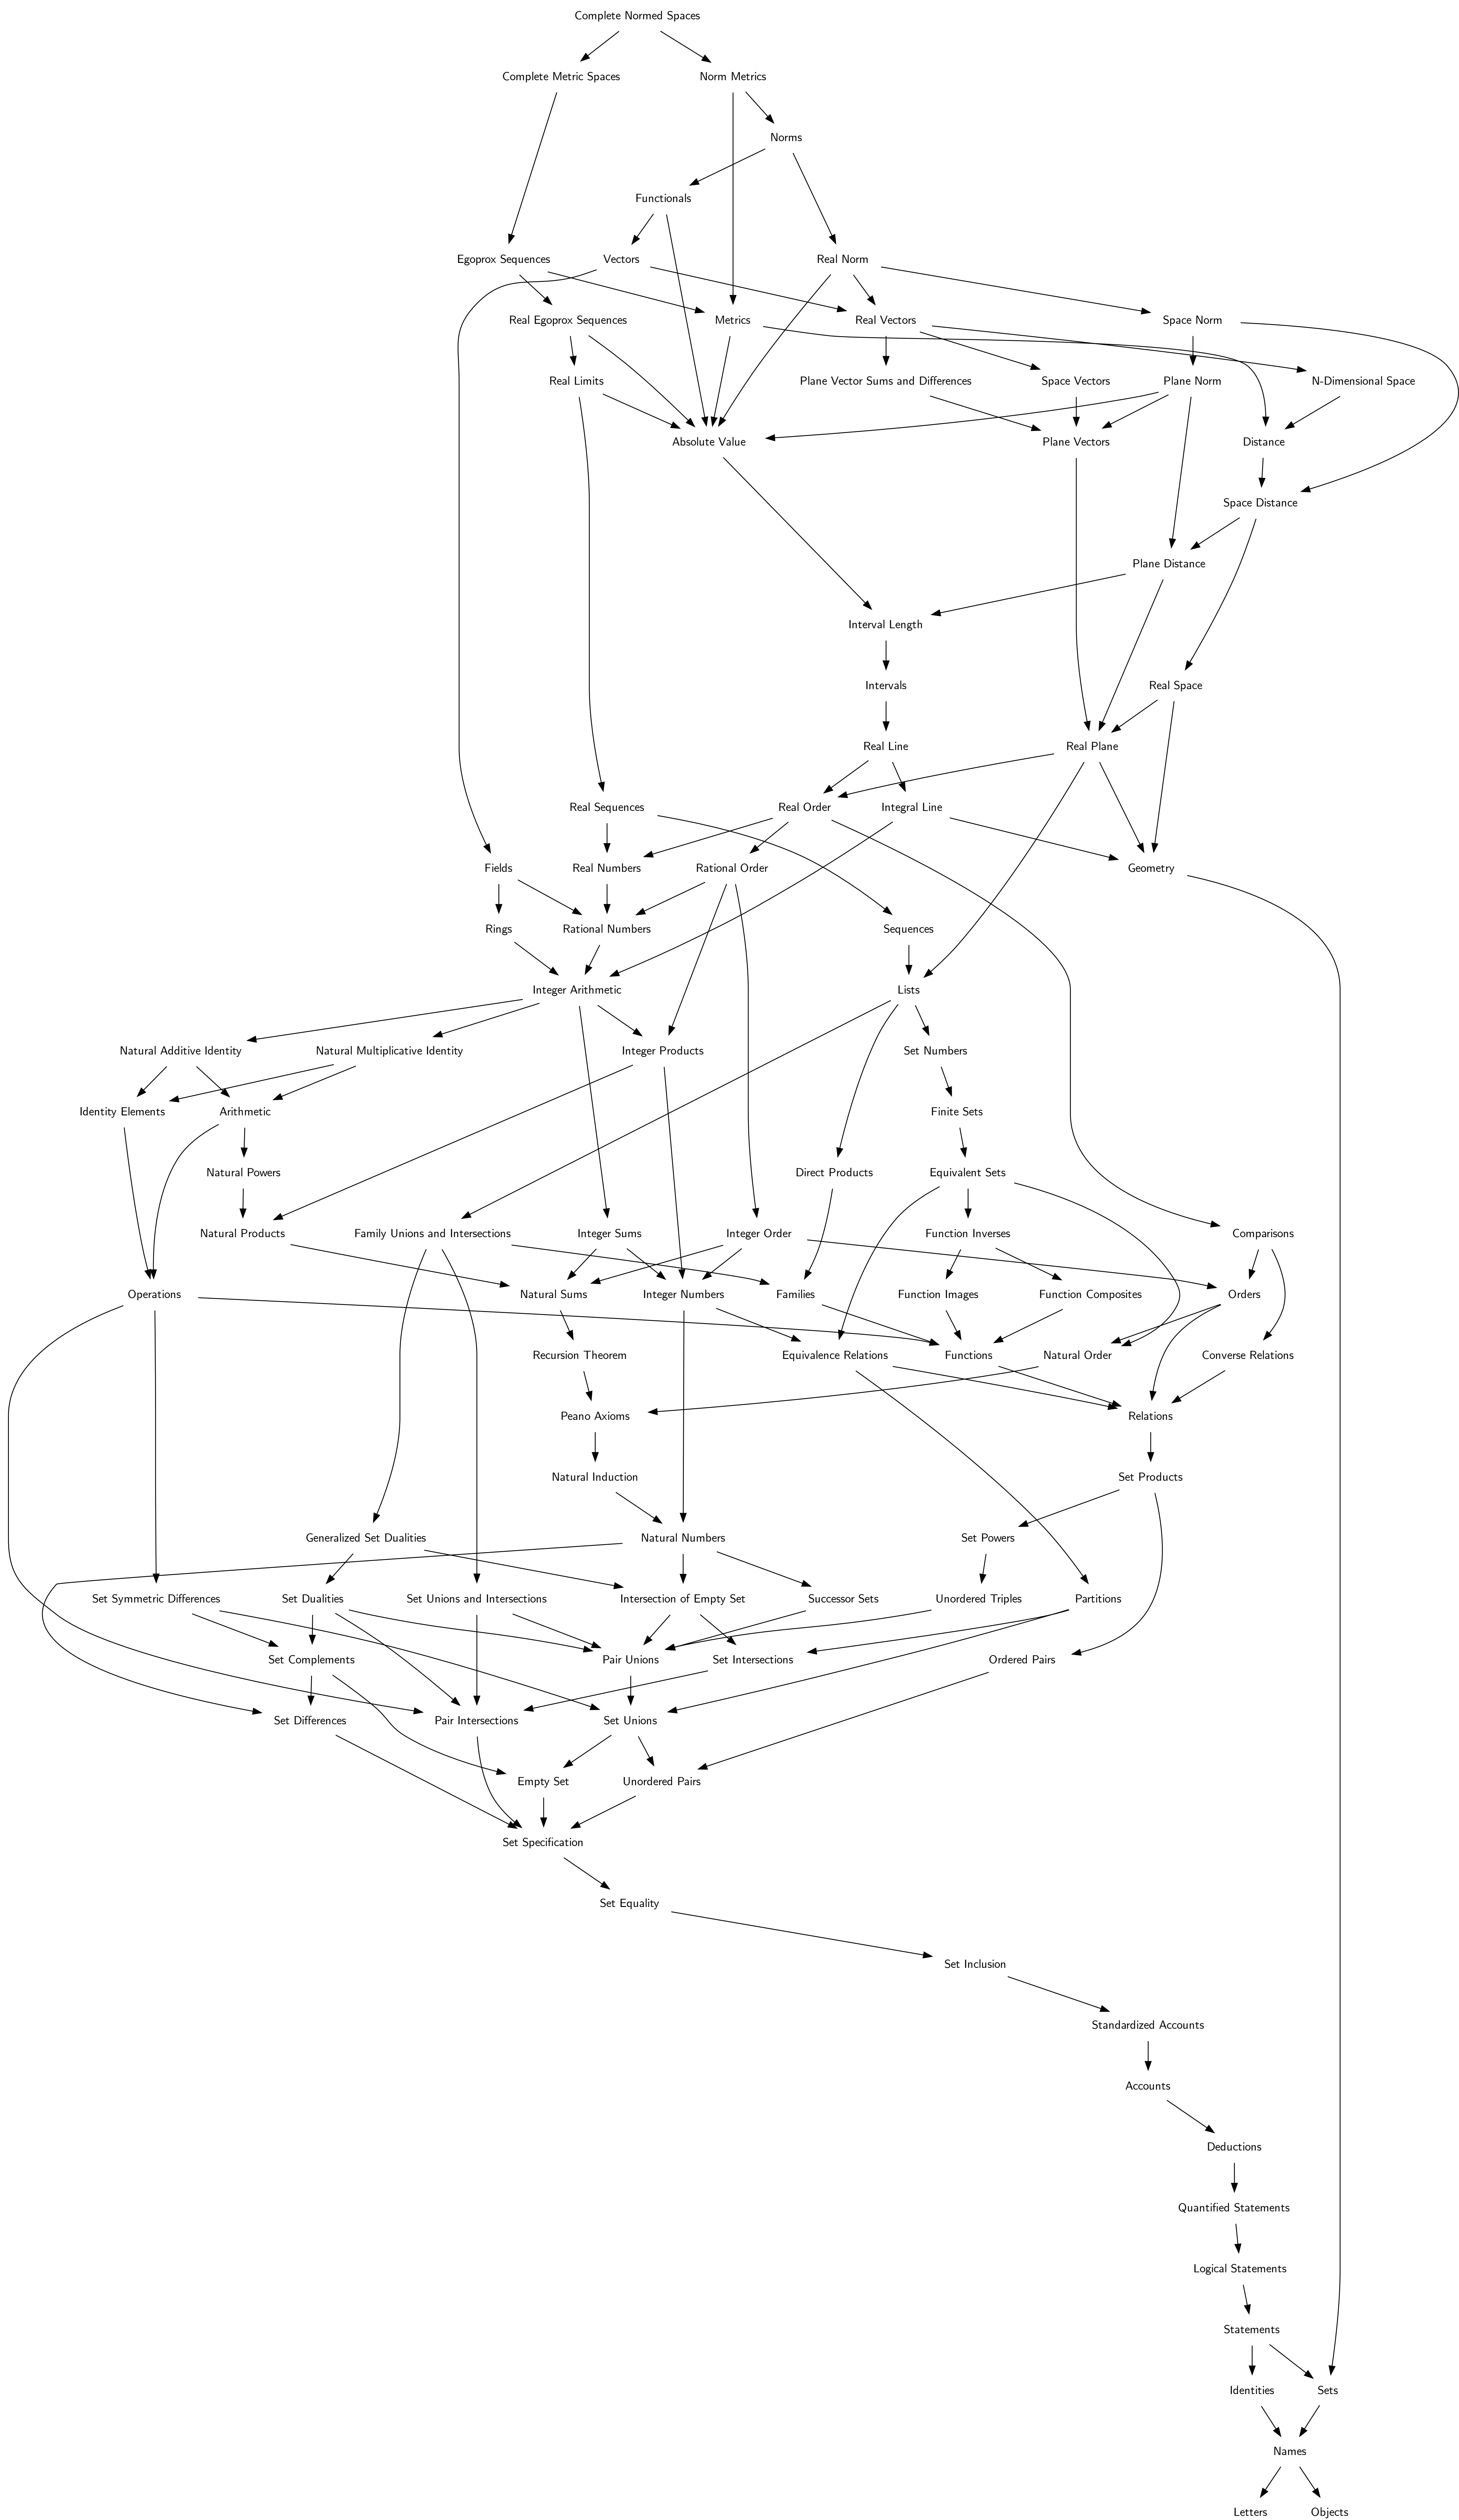 Complete Normed Spaces
Complete Metric Spaces
Norm Metrics
Norms
Functionals
Egoprox Sequences
Vectors
Real Norm
Real Egoprox Sequences
Metrics
Real Vectors
Space Norm
Real Limits
Plane Vector Sums and Differences
Space Vectors
Plane Norm
N-Dimensional Space
Absolute Value
Plane Vectors
Distance
Space Distance
Plane Distance
Interval Length
Intervals
Real Space
Real Line
Real Plane
Real Sequences
Real Order
Integral Line
Fields
Real Numbers
Rational Order
Geometry
Rings
Rational Numbers
Sequences
Integer Arithmetic
Lists
Natural Additive Identity
Natural Multiplicative Identity
Integer Products
Set Numbers
Identity Elements
Arithmetic
Finite Sets
Natural Powers
Direct Products
Equivalent Sets
Natural Products
Family Unions and Intersections
Integer Sums
Integer Order
Function Inverses
Comparisons
Operations
Natural Sums
Integer Numbers
Families
Function Images
Function Composites
Orders
Recursion Theorem
Equivalence Relations
Functions
Natural Order
Converse Relations
Peano Axioms
Relations
Natural Induction
Set Products
Generalized Set Dualities
Natural Numbers
Set Powers
Set Symmetric Differences
Set Dualities
Set Unions and Intersections
Intersection of Empty Set
Successor Sets
Unordered Triples
Partitions
Set Complements
Pair Unions
Set Intersections
Ordered Pairs
Set Differences
Pair Intersections
Set Unions
Empty Set
Unordered Pairs
Set Specification
Set Equality
Set Inclusion
Standardized Accounts
Accounts
Deductions
Quantified Statements
Logical Statements
Statements
Identities
Sets
Names
Letters
Objects